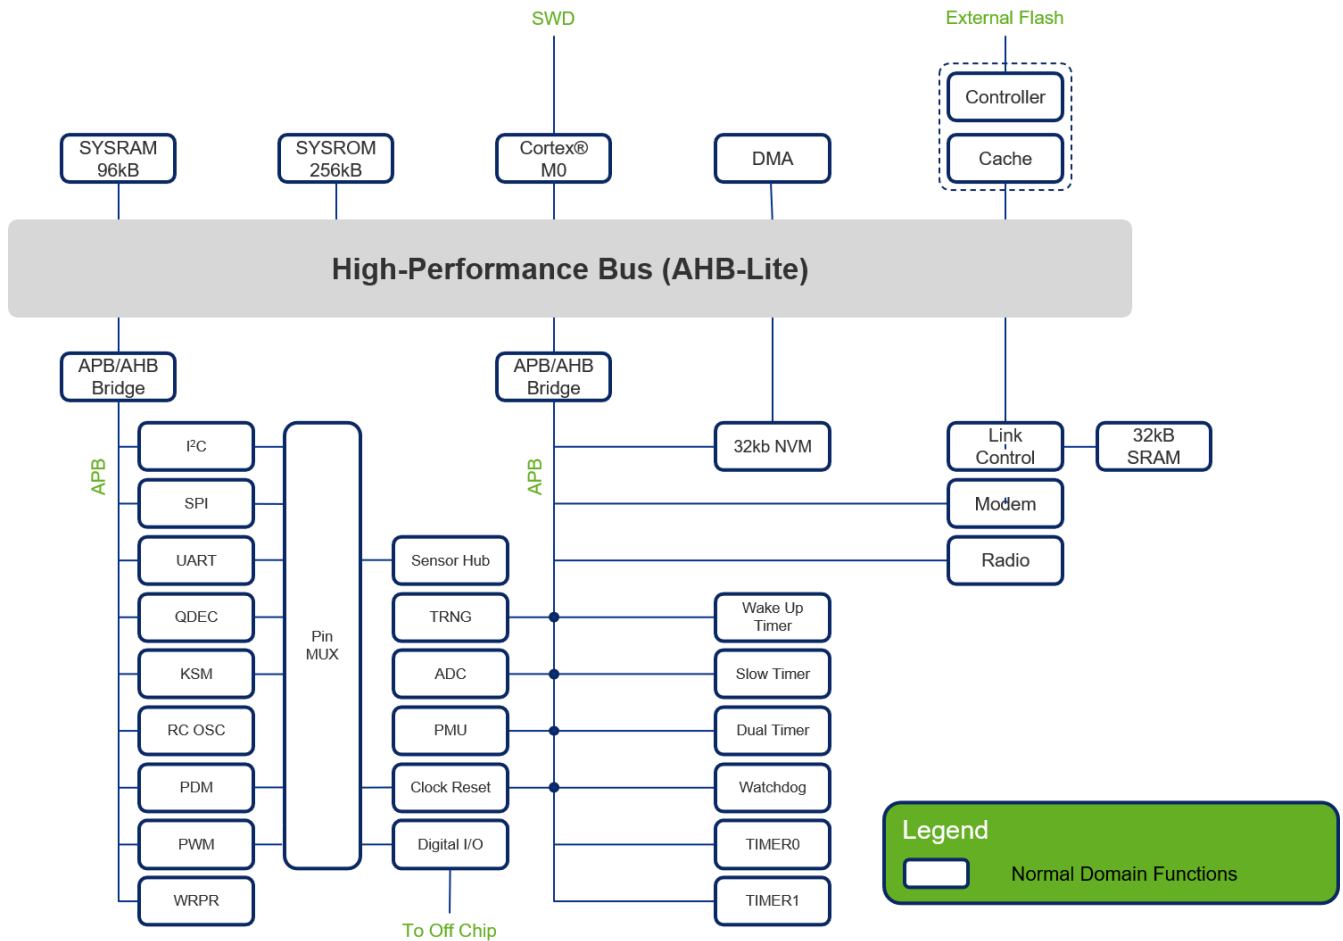 SWD
External Flash
Controller
SYSRAM
96kB
SYSROM
256kB
Cortex®
M0
DMA
Cache
High-Performance Bus (AHB-Lite)
APB/AHB
Bridge
APB/AHB
Bridge
APB
I²C
SPI
UART
QDEC
KSM
RC OSC
PDM
PWM
WRPR
Pin
MUX
Sensor Hub
TRNG
ADC
PMU
Clock Reset
Digital I/O
To Off Chip
APB
32kb NVM
Link
Control
32kB
SRAM
Modem
Radio
Wake Up
Timer
Slow Timer
Dual Timer
Watchdog
TIMER0
TIMER1
Legend
Normal Domain Functions